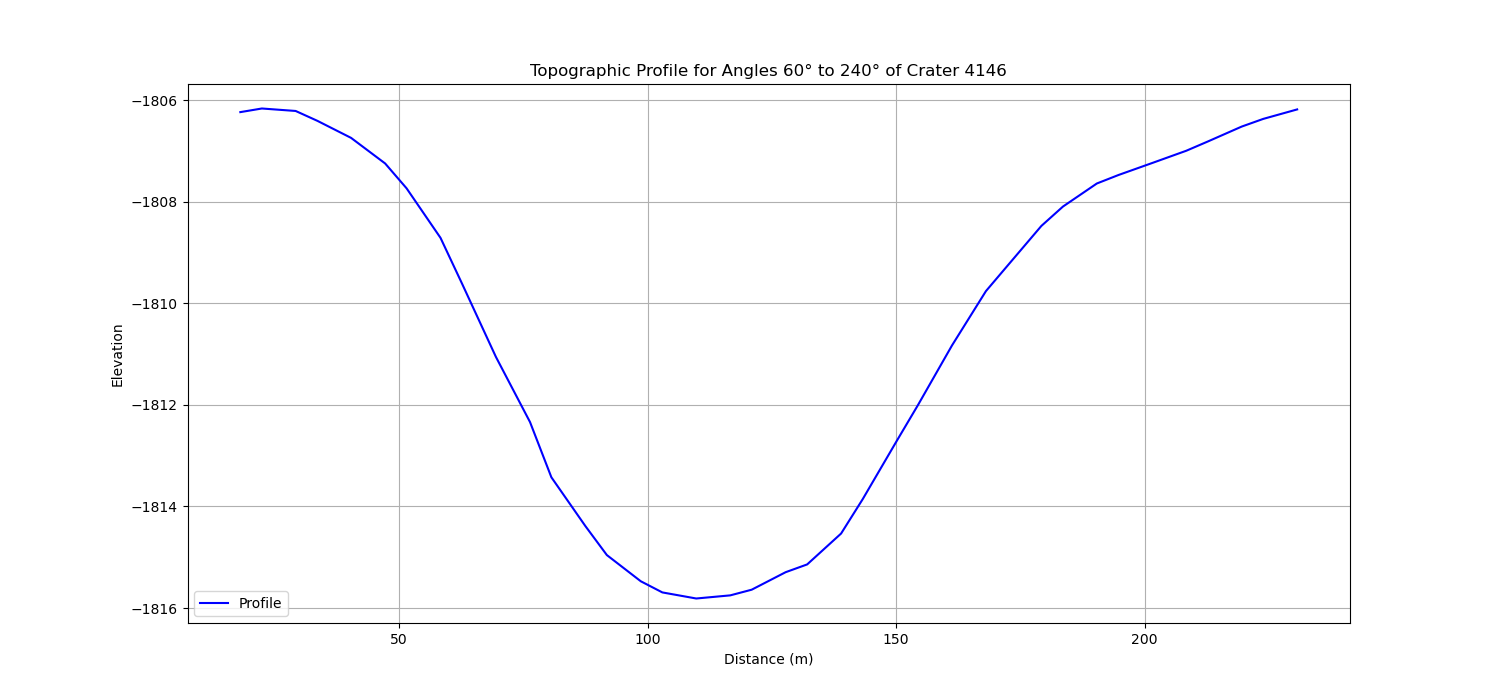 Topographic Profile for Angles 60° to 240° of Crater 4146
−1806
−1808
−1810
−1812
−1814
−1816
Elevation
Profile
50
100
150
200
Distance (m)